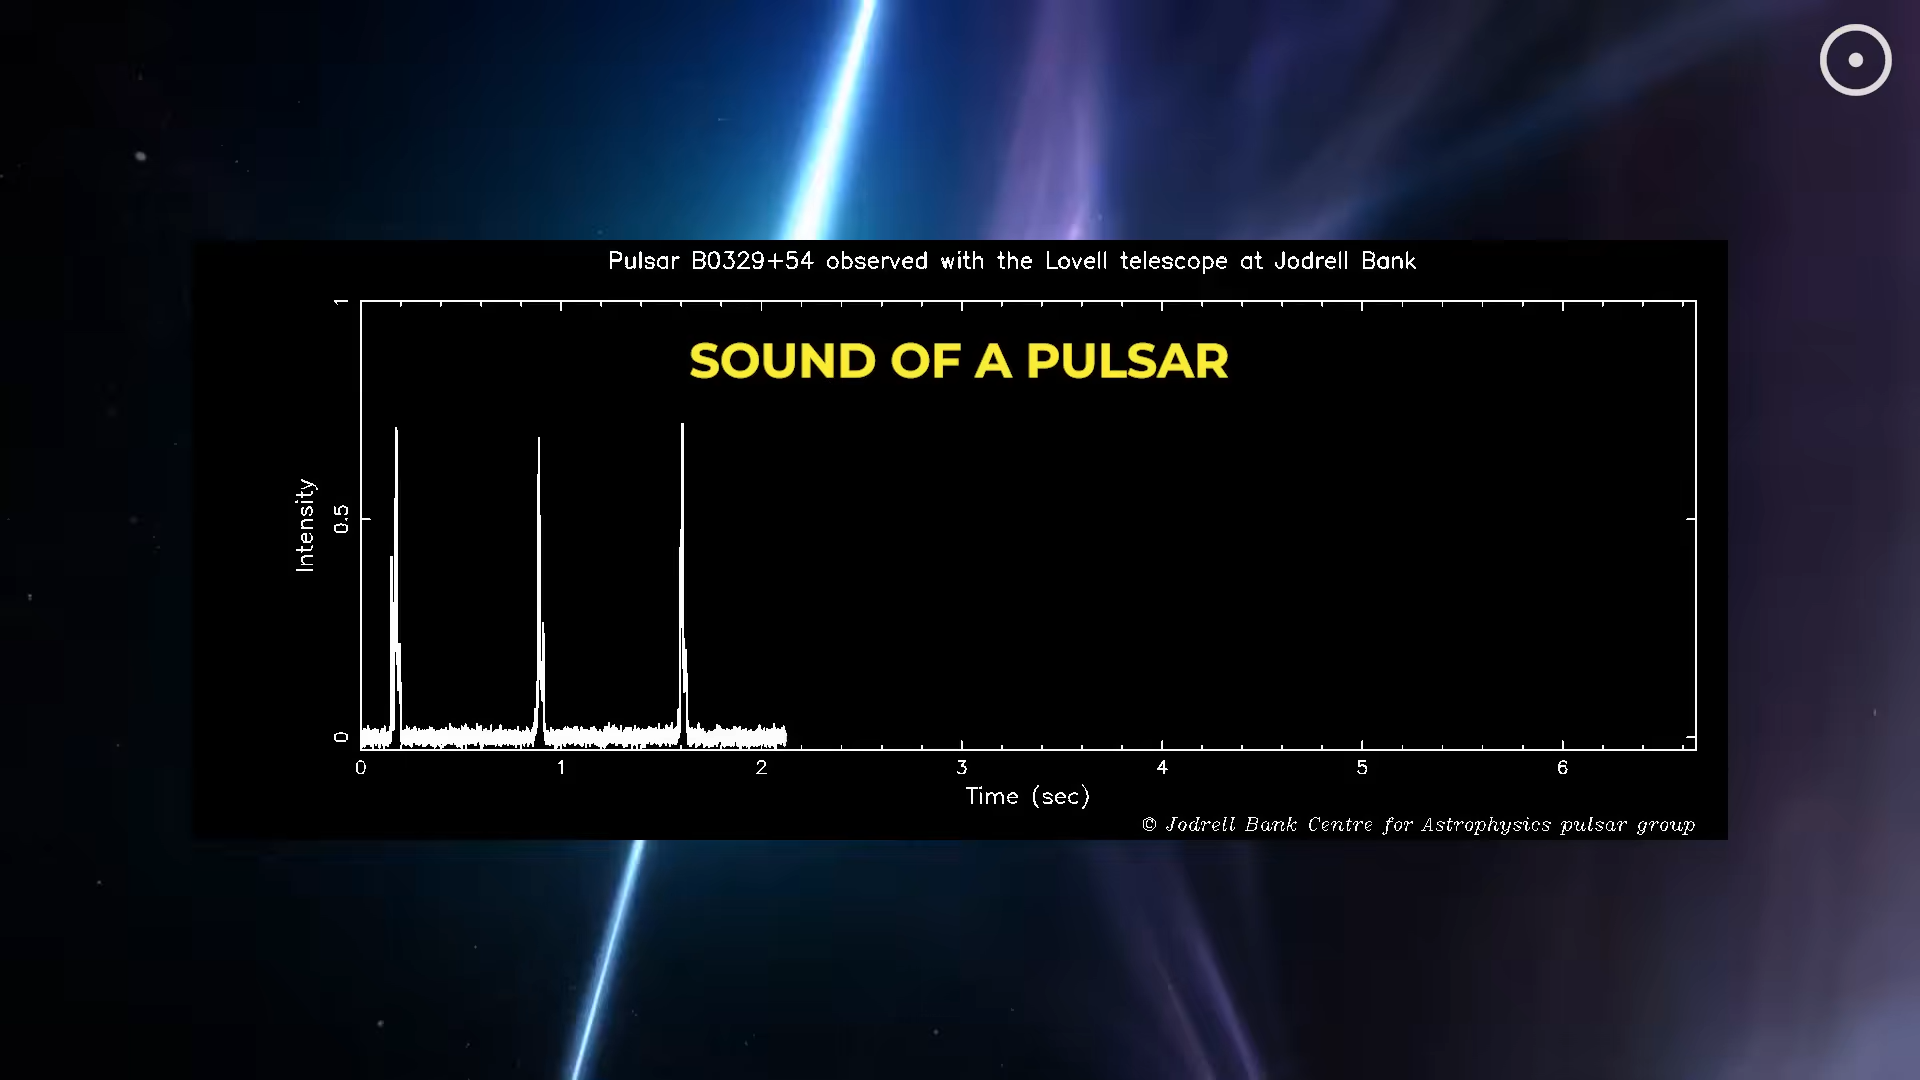 Pulsar B0329+54 observed with the Lovell telescope at Jodrell Bank
1
SOUND OF A PULSAR
Intensity
0.5
0
0 1 2 3 4 5 6
Time (sec)
© Jodrell Bank Centre for Astrophysics pulsar group